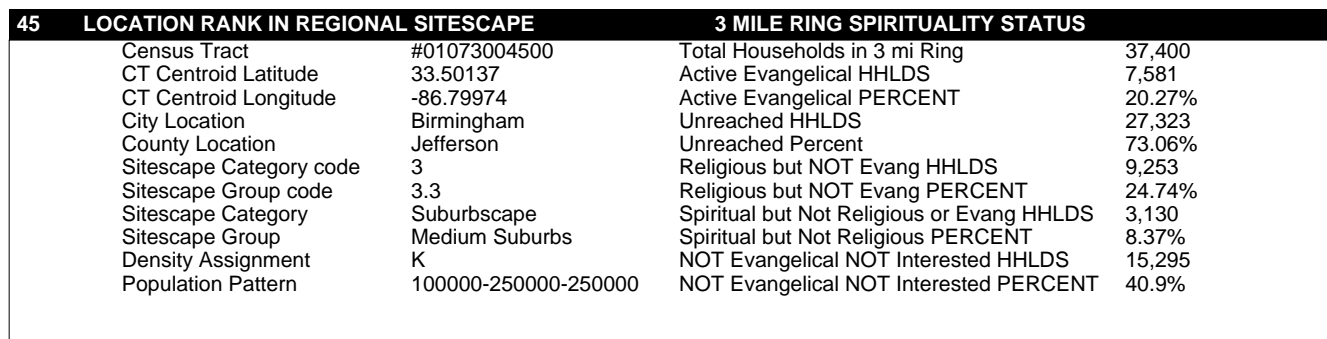 45 LOCATION RANK IN REGIONAL SITESCAPE 3 MILE RING SPIRITUALITY STATUS
Census Tract #01073004500 Total Households in 3 mi Ring 37,400
CT Centroid Latitude 33.50137 Active Evangelical HHLDS 7,581
CT Centroid Longitude -86.79974 Active Evangelical PERCENT 20.27%
City Location Birmingham Unreached HHLDS 27,323
County Location Jefferson Unreached Percent 73.06%
Sitescape Category code 3 Religious but NOT Evang HHLDS 9,253
Sitescape Group code 3.3 Religious but NOT Evang PERCENT 24.74%
Sitescape Category Suburbscape Spiritual but Not Religious or Evang HHLDS 3,130
Sitescape Group Medium Suburbs Spiritual but Not Religious PERCENT 8.37%
Density Assignment K NOT Evangelical NOT Interested HHLDS 15,295
Population Pattern 100000-250000-250000 NOT Evangelical NOT Interested PERCENT 40.9%